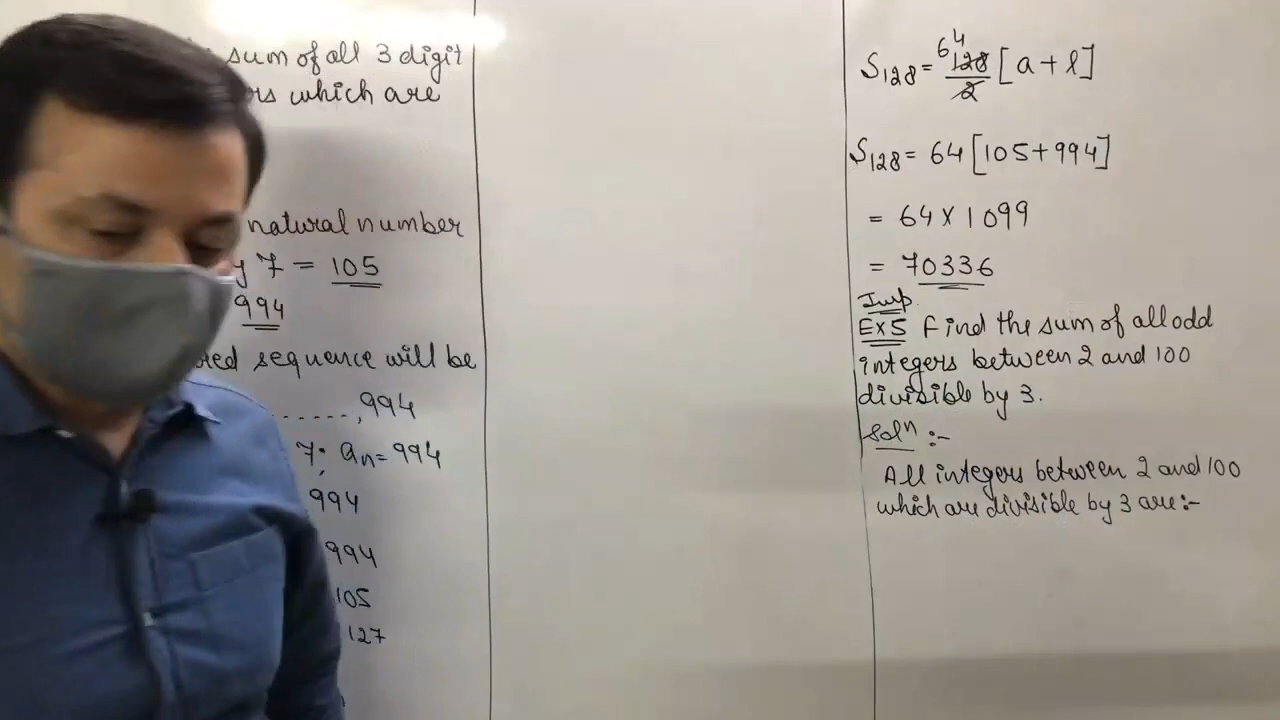 sum of all 3 digit
which are
natural number
7 = 105
994
sequence will be
......, 994
7; an = 994
994
994
105
127
S128 = 64 128/2 [a + l]
S128 = 64 [105 + 994]
= 64 × 1099
= 70336
Imp.
Ex 5 Find the sum of all odd
integers between 2 and 100
divisible by 3.
Solⁿ :-
All integers between 2 and 100
which are divisible by 3 are :-